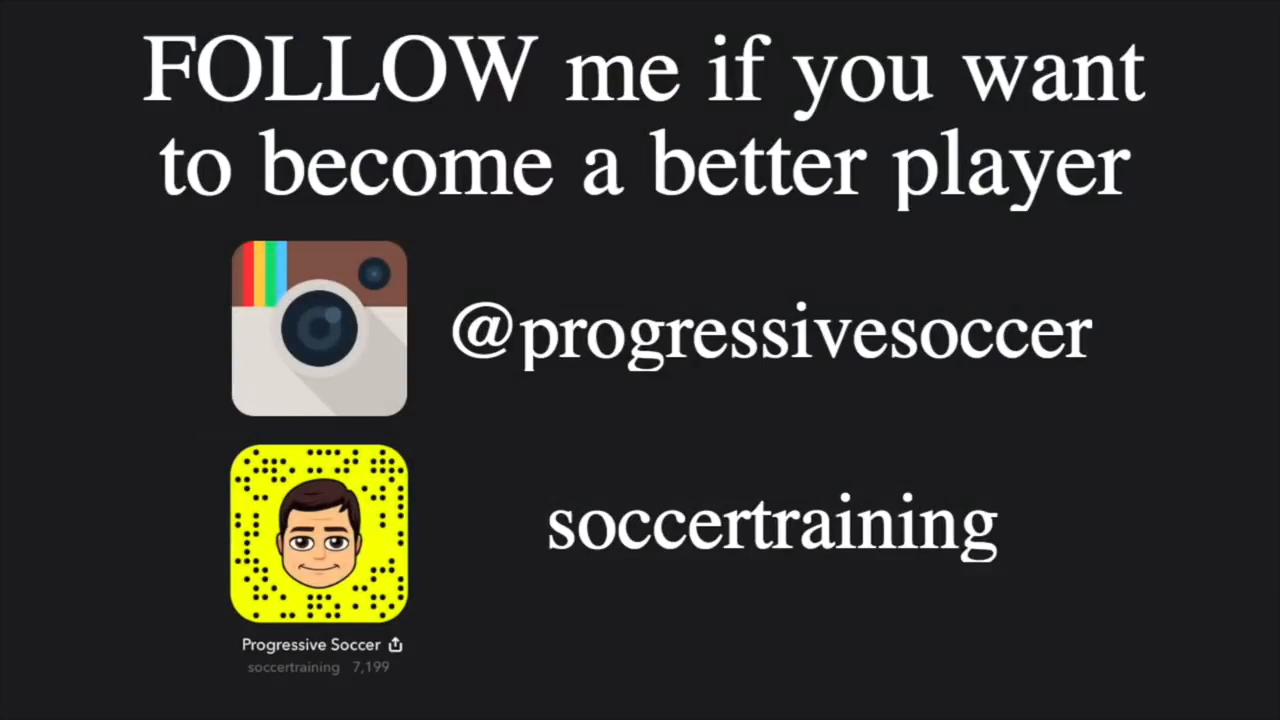 FOLLOW me if you want
to become a better player
@progressivesoccer
soccertraining
Progressive Soccer
soccertraining 7,199